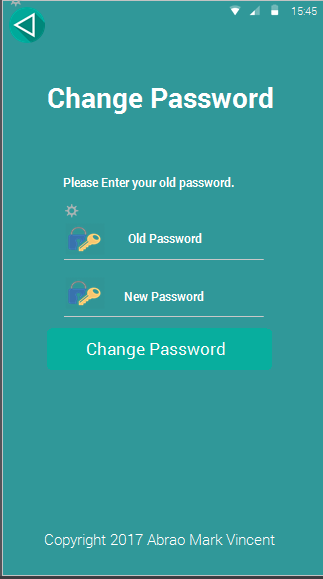 15:45
Change Password
Please Enter your old password.
Old Password
New Password
Change Password
Copyright 2017 Abrao Mark Vincent